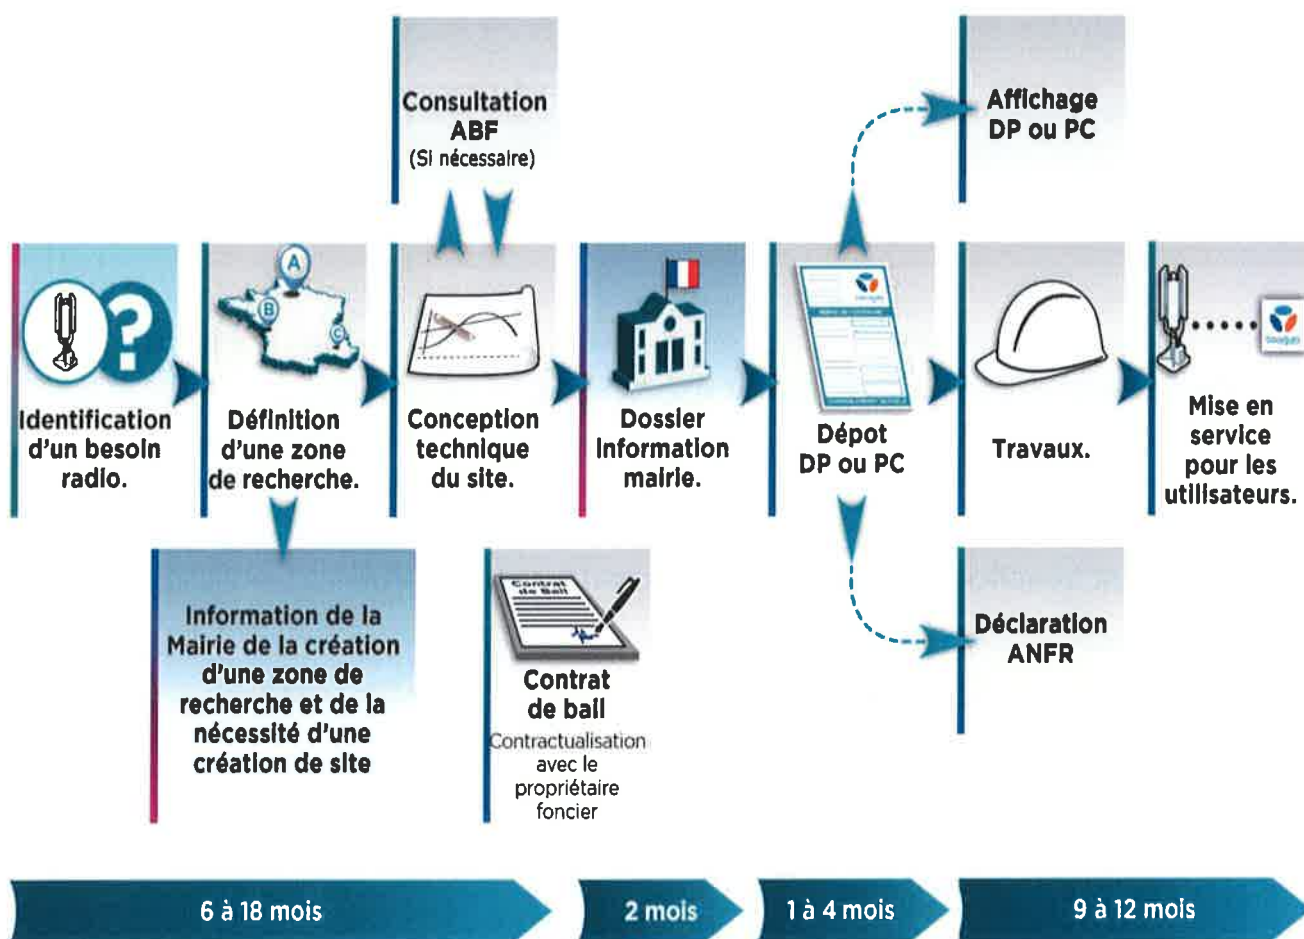 Consultation
ABF
(Si nécessaire)
Affichage
DP ou PC
A
B
C
Identification
d'un besoin
radio.
Définition
d'une zone
de recherche.
Conception
technique
du site.
Dossier
Information
mairie.
Dépot
DP ou PC
Travaux.
Mise en
service
pour les
utilisateurs.
Information de la
Mairie de la création
d'une zone de
recherche et de la
nécessité d'une
création de site
Contrat
de Bail
Contrat
de bail
Contractualisation
avec le
propriétaire
foncier
Déclaration
ANFR
6 à 18 mois
2 mois
1 à 4 mois
9 à 12 mois